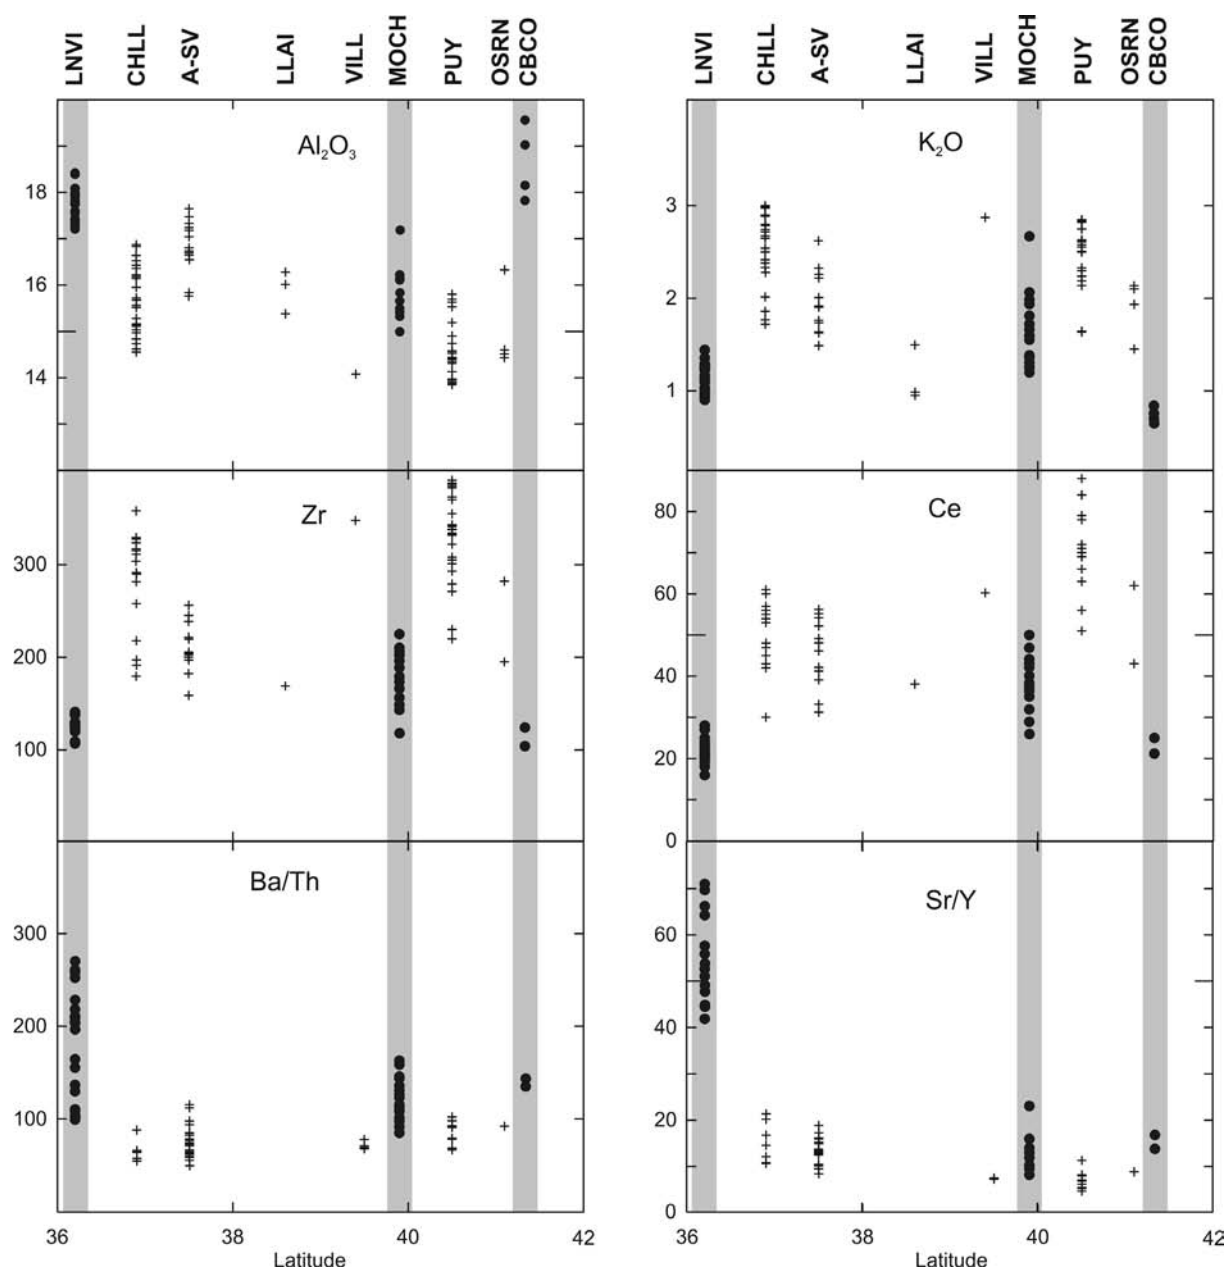 LNVI CHLL A-SV LLAI VILL MOCH PUY OSRN CBCO
LNVI CHLL A-SV LLAI VILL MOCH PUY OSRN CBCO
Al₂O₃
18
16
14
K₂O
3
2
1
Zr
300
200
100
Ce
80
60
40
20
0
Ba/Th
300
200
100
0
36 38 40 42
Latitude
Sr/Y
60
40
20
0
36 38 40 42
Latitude